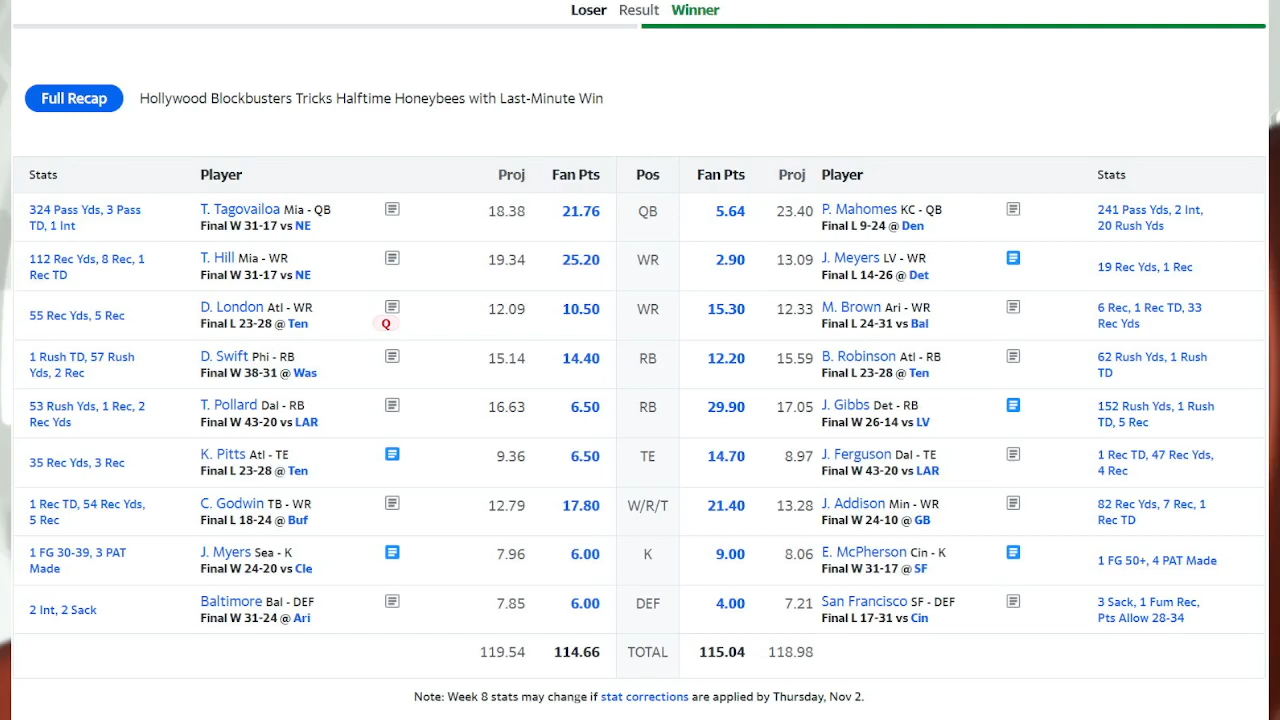 Loser Result Winner
Full Recap Hollywood Blockbusters Tricks Halftime Honeybees with Last-Minute Win
Stats Player Proj Fan Pts Pos Fan Pts Proj Player Stats
324 Pass Yds, 3 Pass TD, 1 Int T. Tagovailoa Mia - QB Final W 31-17 vs NE 18.38 21.76 QB 5.64 23.40 P. Mahomes KC - QB Final L 9-24 @ Den 241 Pass Yds, 2 Int, 20 Rush Yds
112 Rec Yds, 8 Rec, 1 Rec TD T. Hill Mia - WR Final W 31-17 vs NE 19.34 25.20 WR 2.90 13.09 J. Meyers LV - WR Final L 14-26 @ Det 19 Rec Yds, 1 Rec
55 Rec Yds, 5 Rec D. London Atl - WR Final L 23-28 @ Ten Q 12.09 10.50 WR 15.30 12.33 M. Brown Ari - WR Final L 24-31 vs Bal 6 Rec, 1 Rec TD, 33 Rec Yds
1 Rush TD, 57 Rush Yds, 2 Rec D. Swift Phi - RB Final W 38-31 @ Was 15.14 14.40 RB 12.20 15.59 B. Robinson Atl - RB Final L 23-28 @ Ten 62 Rush Yds, 1 Rush TD
53 Rush Yds, 1 Rec, 2 Rec Yds T. Pollard Dal - RB Final W 43-20 vs LAR 16.63 6.50 RB 29.90 17.05 J. Gibbs Det - RB Final W 26-14 vs LV 152 Rush Yds, 1 Rush TD, 5 Rec
35 Rec Yds, 3 Rec K. Pitts Atl - TE Final L 23-28 @ Ten 9.36 6.50 TE 14.70 8.97 J. Ferguson Dal - TE Final W 43-20 vs LAR 1 Rec TD, 47 Rec Yds, 4 Rec
1 Rec TD, 54 Rec Yds, 5 Rec C. Godwin TB - WR Final L 18-24 @ Buf 12.79 17.80 W/R/T 21.40 13.28 J. Addison Min - WR Final W 24-10 @ GB 82 Rec Yds, 7 Rec, 1 Rec TD
1 FG 30-39, 3 PAT Made J. Myers Sea - K Final W 24-20 vs Cle 7.96 6.00 K 9.00 8.06 E. McPherson Cin - K Final W 31-17 @ SF 1 FG 50+, 4 PAT Made
2 Int, 2 Sack Baltimore Bal - DEF Final W 31-24 @ Ari 7.85 6.00 DEF 4.00 7.21 San Francisco SF - DEF Final L 17-31 vs Cin 3 Sack, 1 Fum Rec, Pts Allow 28-34
119.54 114.66 TOTAL 115.04 118.98
Note: Week 8 stats may change if stat corrections are applied by Thursday, Nov 2.